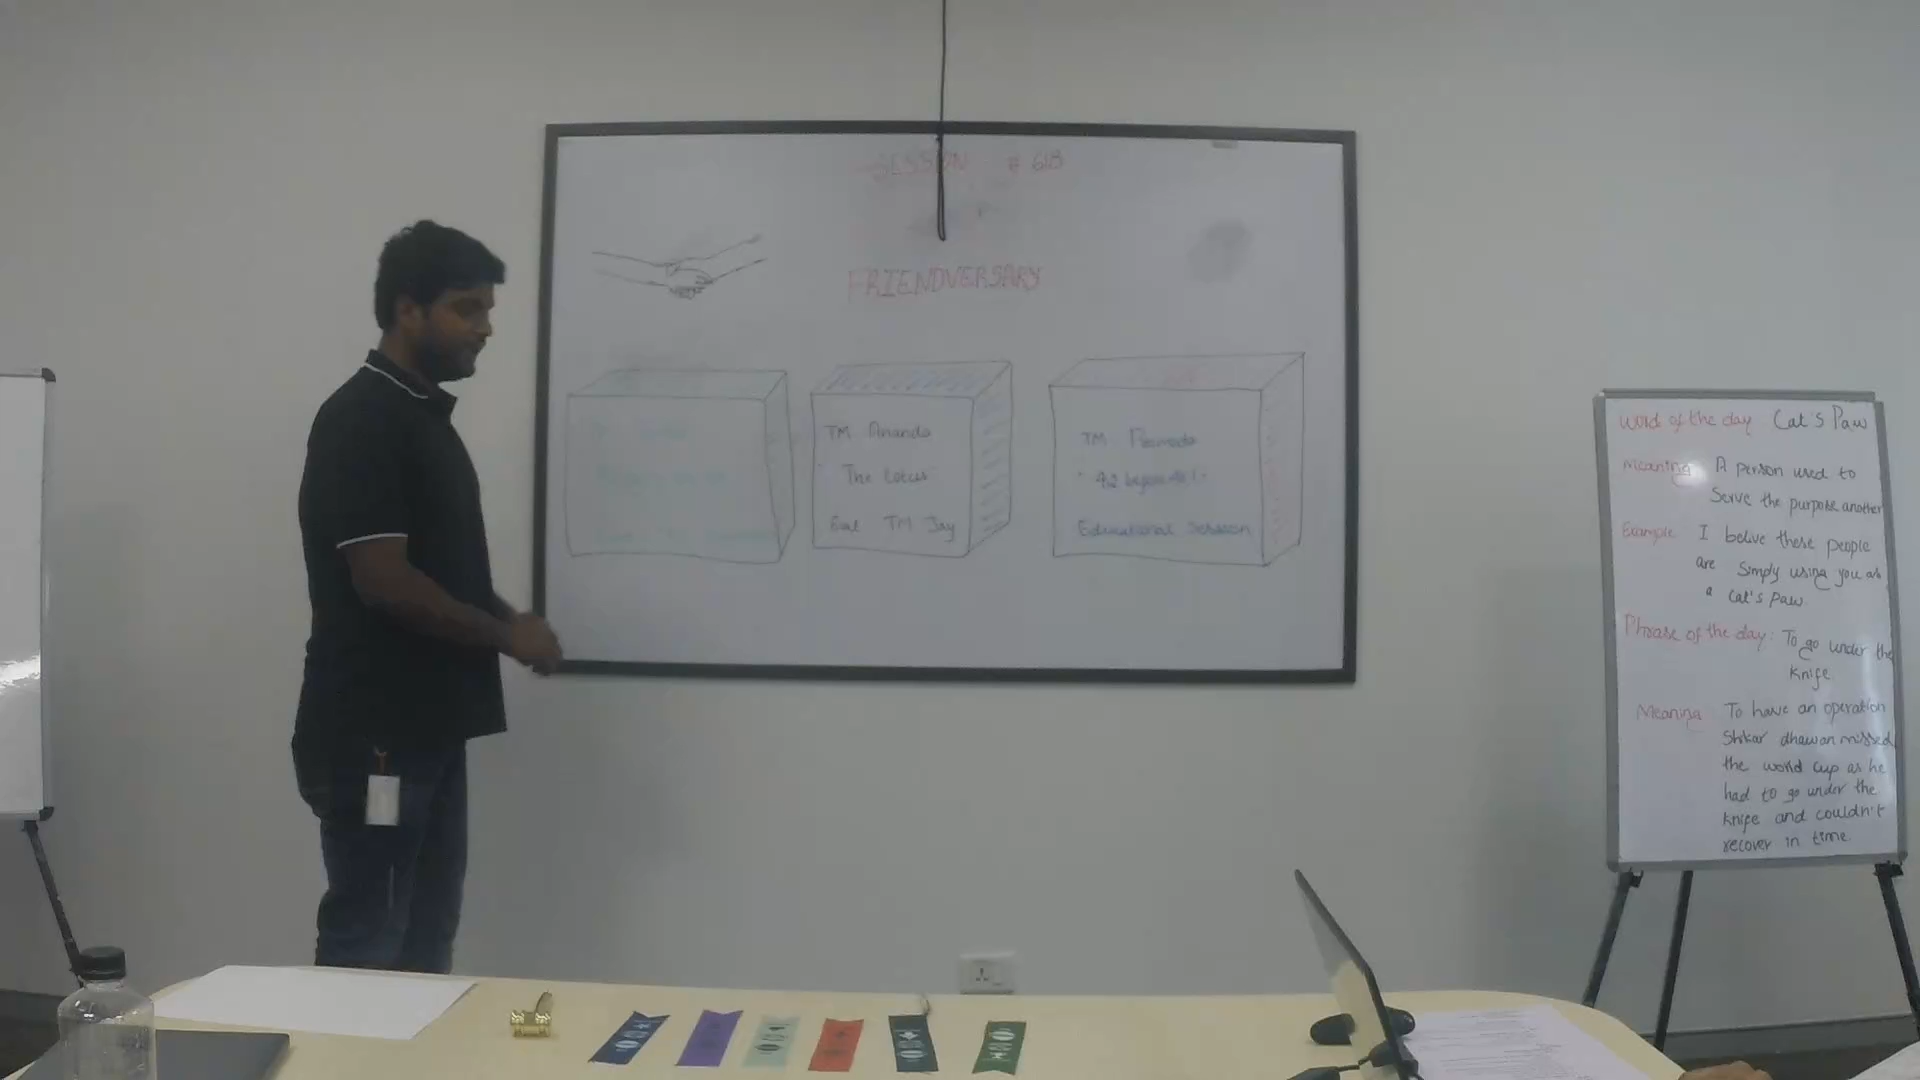 SESSION # 618
FRIENDVERSARY
TM Ananda
"The Lotus"
Eval TM Jay
TM
Educational Session
Word of the day Cat's Paw
Meaning A person used to
Serve the purpose another
Example I belive these people
are Simply using you as
a Cat's Paw
Phrase of the day: To go under the
Knife
Meaning To have an operation
Shikar dhawan missed
the world cup as he
had to go under the
Knife and couldn't
recover in time.